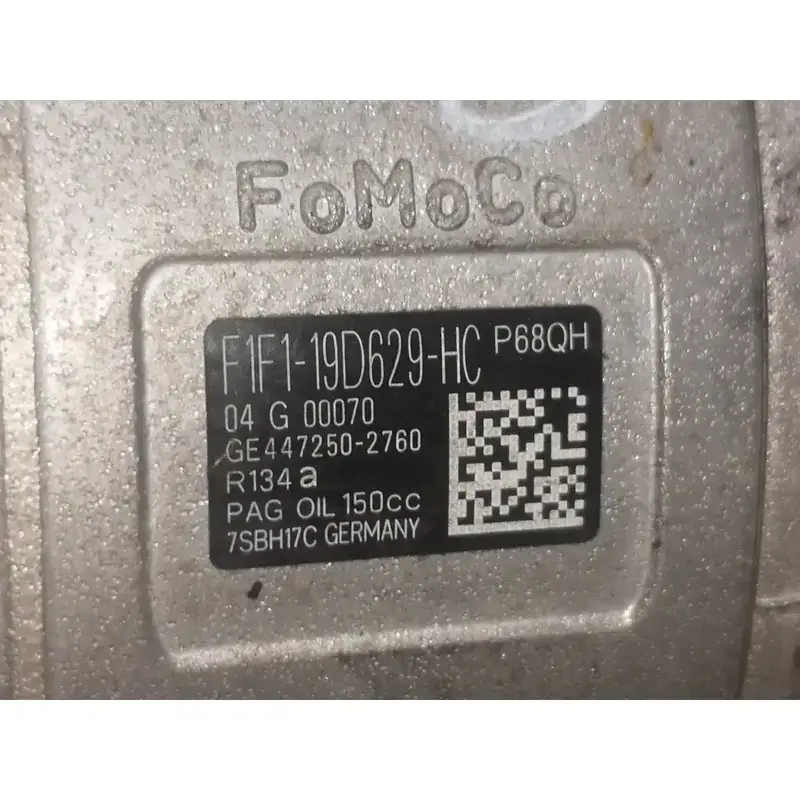 FoMoCo
F1F1-19D629-HC P68QH
04 G 00070
GE447250-2760
R134a
PAG OIL 150cc
7SBH17C GERMANY